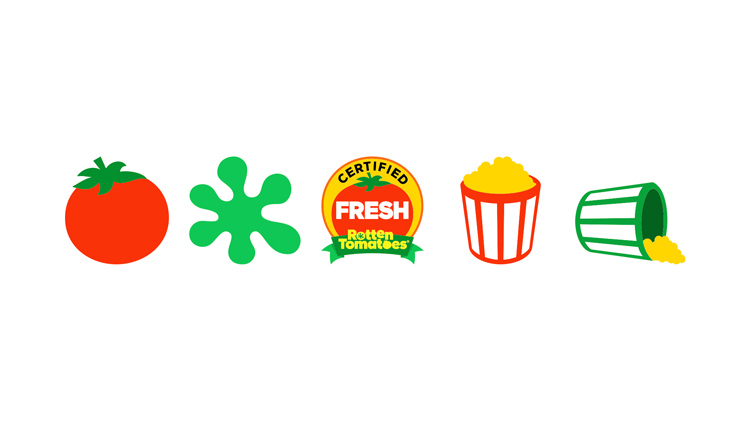 CERTIFIED
FRESH
Rotten
Tomatoes